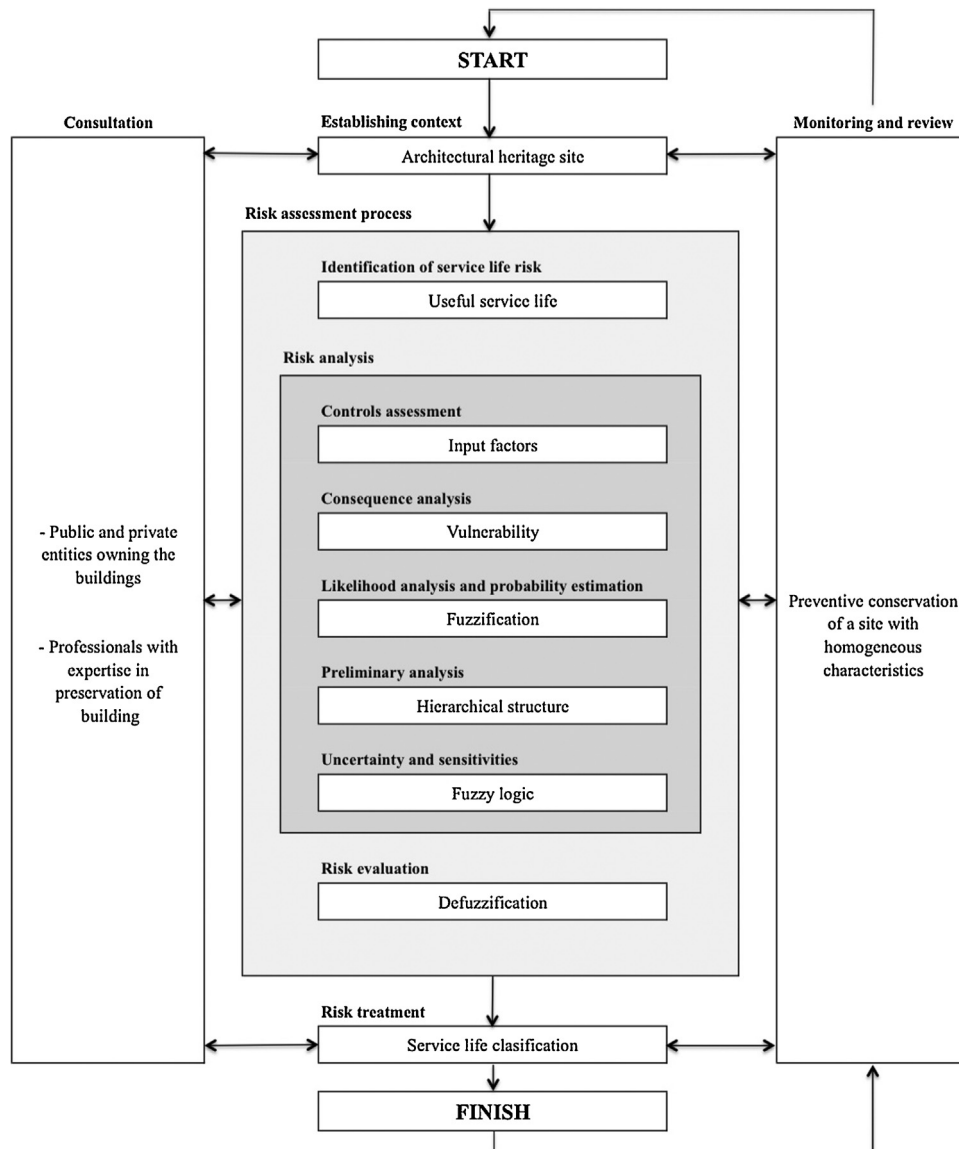 START
Consultation
Establishing context
Monitoring and review
Architectural heritage site
Risk assessment process
Identification of service life risk
Useful service life
Risk analysis
Controls assessment
Input factors
Consequence analysis
Vulnerability
- Public and private
entities owning the
buildings
- Professionals with
expertise in
preservation of
building
Likelihood analysis and probability estimation
Fuzzification
Preliminary analysis
Hierarchical structure
Uncertainty and sensitivities
Fuzzy logic
Preventive conservation
of a site with
homogeneous
characteristics
Risk evaluation
Defuzzification
Risk treatment
Service life clasification
FINISH